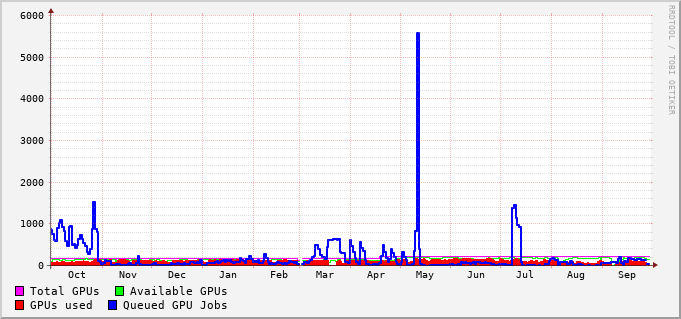 6000
5000
4000
3000
2000
1000
0
Oct Nov Dec Jan Feb Mar Apr May Jun Jul Aug Sep
Total GPUs Available GPUs
GPUs used Queued GPU Jobs
RRDTOOL / TOBI OETIKER